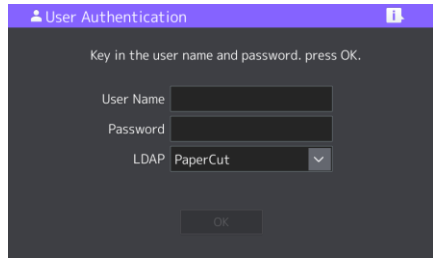 User Authentication
Key in the user name and password. press OK.
User Name
Password
LDAP PaperCut
OK